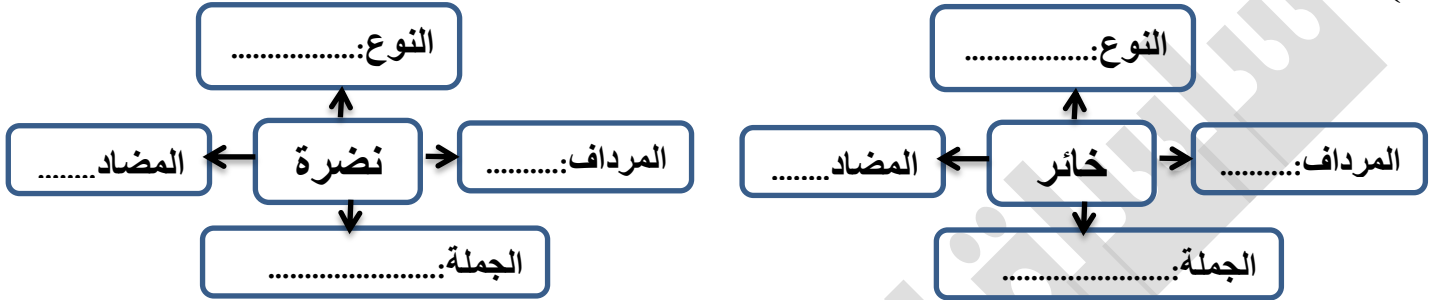 النوع:.................
المرداف:..........
خائر
المضاد........
الجملة:.......................
النوع:.................
المرداف:..........
نضرة
المضاد........
الجملة:.......................